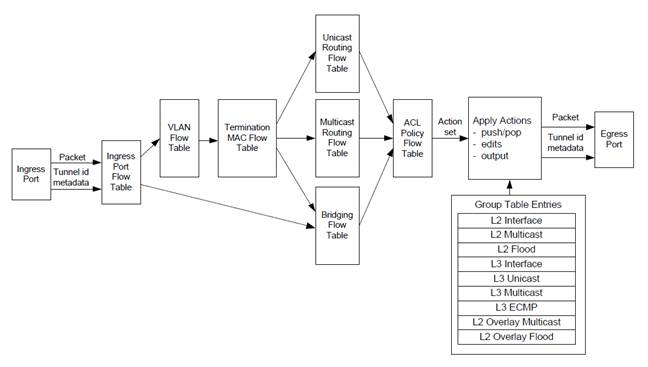 Ingress
Port
Packet
Tunnel id
metadata
Ingress
Port
Flow
Table
VLAN
Flow
Table
Termination
MAC Flow
Table
Unicast
Routing
Flow
Table
Multicast
Routing
Flow
Table
Bridging
Flow
Table
ACL
Policy
Flow
Table
Action
set
Apply Actions
- push/pop
- edits
- output
Packet
Tunnel id
metadata
Egress
Port
Group Table Entries
L2 Interface
L2 Multicast
L2 Flood
L3 Interface
L3 Unicast
L3 Multicast
L3 ECMP
L2 Overlay Multicast
L2 Overlay Flood